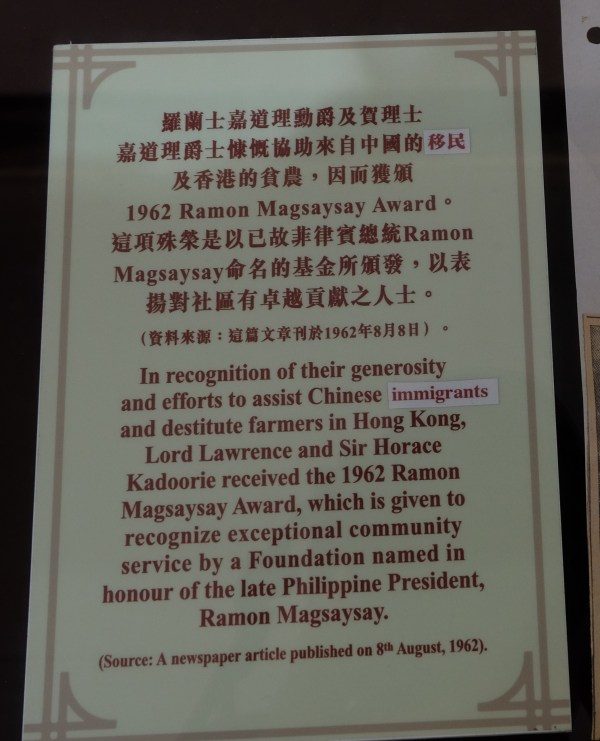 羅蘭士嘉道理勳爵及賀理士
嘉道理爵士慷慨協助來自中國的移民
及香港的貧農，因而獲頒
1962 Ramon Magsaysay Award。
這項殊榮是以已故菲律賓總統Ramon
Magsaysay命名的基金所頒發，以表
揚對社區有卓越貢獻之人士。
（資料來源：這篇文章刊於1962年8月8日）。
In recognition of their generosity
and efforts to assist Chinese immigrants
and destitute farmers in Hong Kong,
Lord Lawrence and Sir Horace
Kadoorie received the 1962 Ramon
Magsaysay Award, which is given to
recognize exceptional community
service by a Foundation named in
honour of the late Philippine President,
Ramon Magsaysay.
(Source: A newspaper article published on 8th August, 1962).